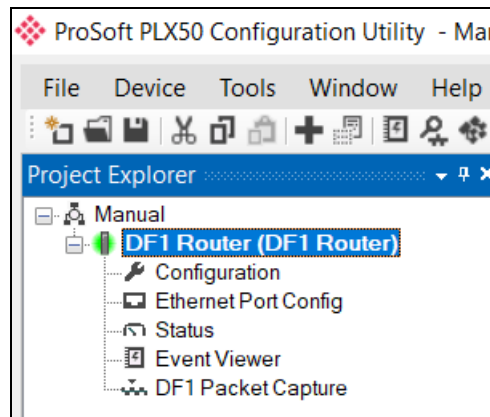 ProSoft PLX50 Configuration Utility - Mar
File Device Tools Window Help
Project Explorer
Manual
DF1 Router (DF1 Router)
Configuration
Ethernet Port Config
Status
Event Viewer
DF1 Packet Capture